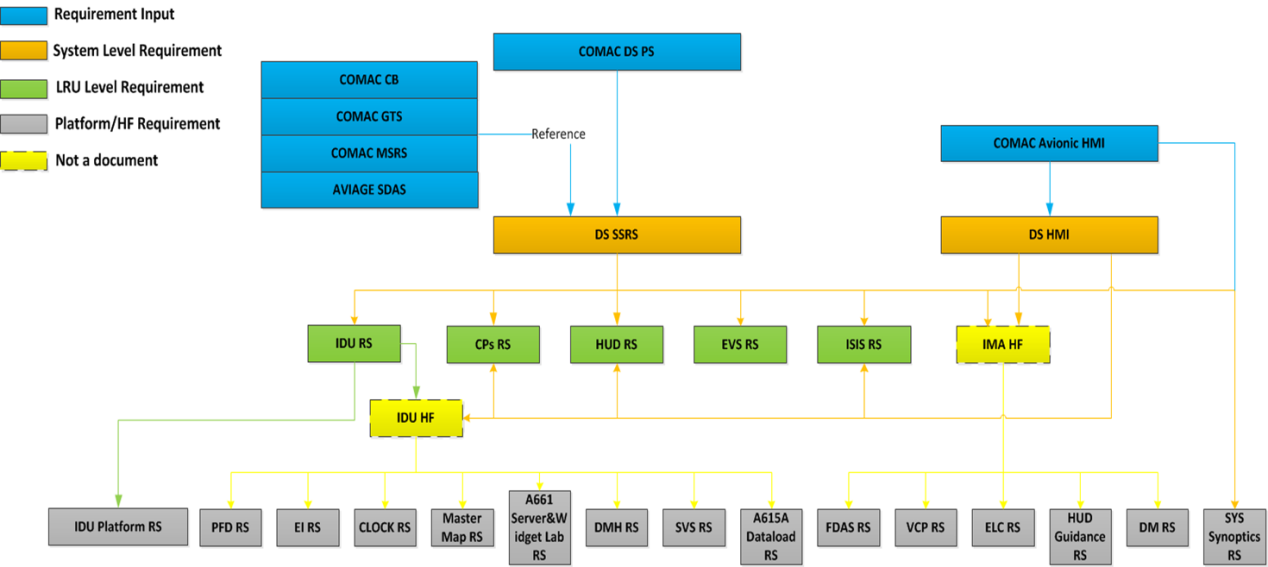 Requirement Input
System Level Requirement
LRU Level Requirement
Platform/HF Requirement
Not a document
COMAC DS PS
COMAC CB
COMAC GTS
COMAC MSRS
AVIAGE SDAS
Reference
COMAC Avionic HMI
DS SSRS
DS HMI
IDU RS
CPs RS
HUD RS
EVS RS
ISIS RS
IMA HF
IDU HF
IDU Platform RS
PFD RS
EI RS
CLOCK RS
Master
Map RS
A661
Server&W
idget Lab
RS
DMH RS
SVS RS
A615A
Dataload
RS
FDAS RS
VCP RS
ELC RS
HUD
Guidance
RS
DM RS
SYS
Synoptics
RS